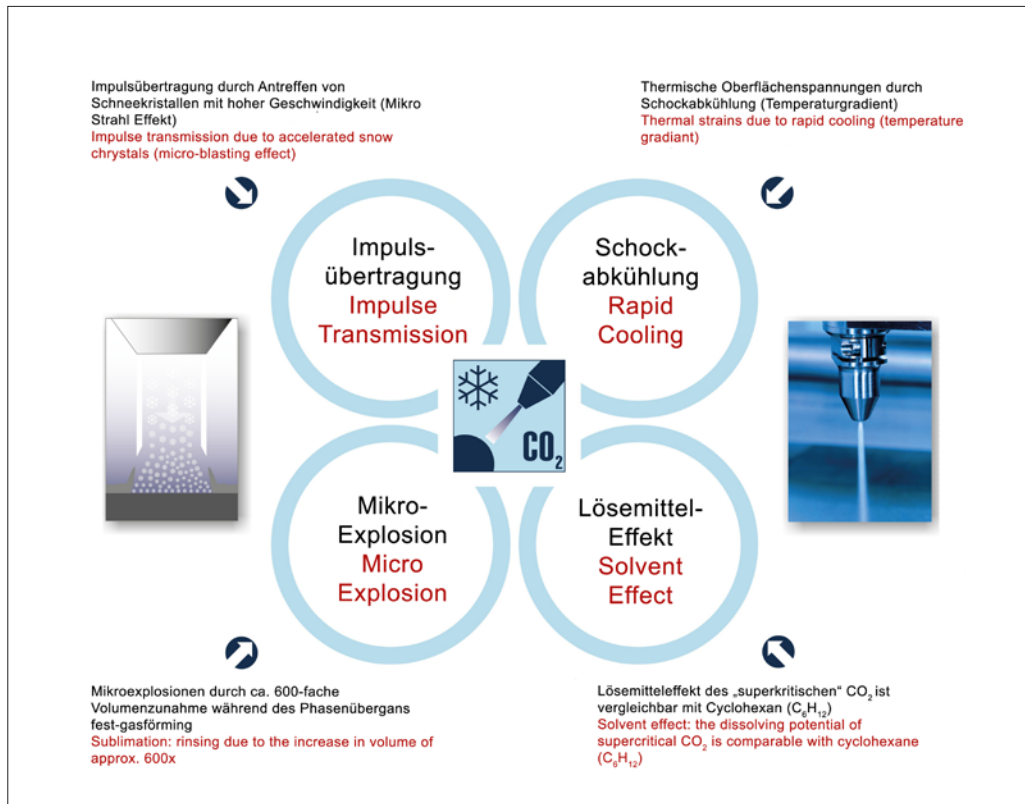 Impulsübertragung durch Antreffen von
Schneekristallen mit hoher Geschwindigkeit (Mikro
Strahl Effekt)
Impulse transmission due to accelerated snow
chrystals (micro-blasting effect)
Thermische Oberflächenspannungen durch
Schockabkühlung (Temperaturgradient)
Thermal strains due to rapid cooling (temperature
gradiant)
Impuls-
übertragung
Impulse
Transmission
Schock-
abkühlung
Rapid
Cooling
CO₂
Mikro-
Explosion
Micro
Explosion
Lösemittel-
Effekt
Solvent
Effect
Mikroexplosionen durch ca. 600-fache
Volumenzunahme während des Phasenübergans
fest-gasförming
Sublimation: rinsing due to the increase in volume of
approx. 600x
Lösemitteleffekt des „superkritischen“ CO₂ ist
vergleichbar mit Cyclohexan (C₆H₁₂)
Solvent effect: the dissolving potential of
supercritical CO₂ is comparable with cyclohexane
(C₆H₁₂)